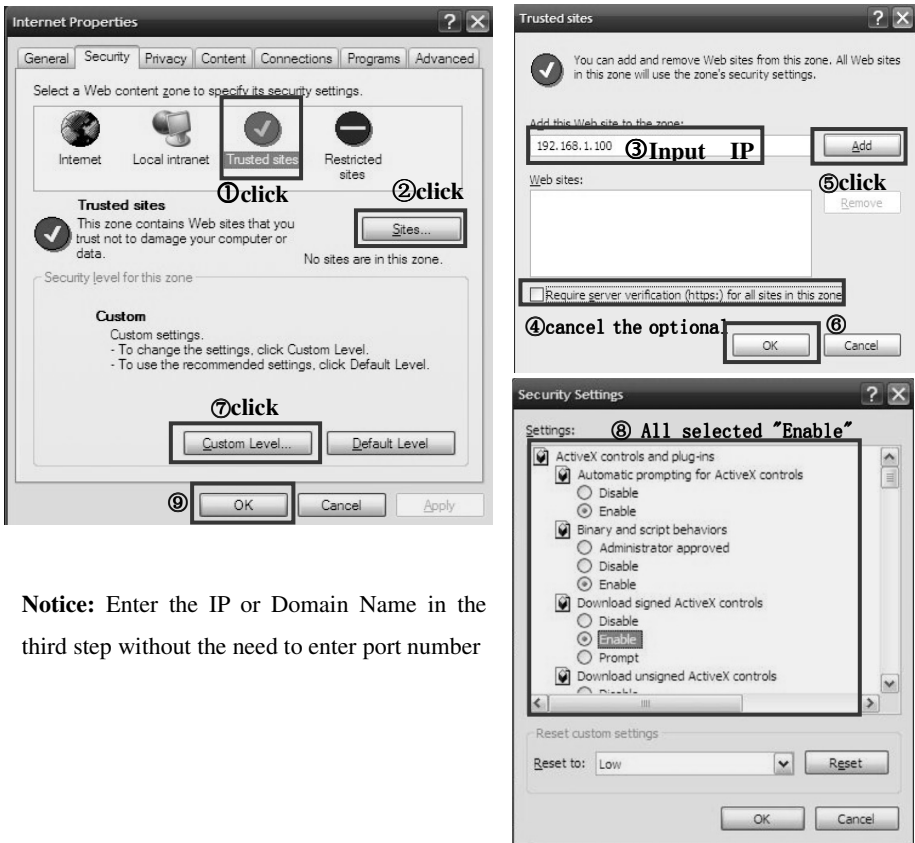 Internet Properties
General Security Privacy Content Connections Programs Advanced
Select a Web content zone to specify its security settings.
Internet Local intranet Trusted sites Restricted sites
①click
②click
Trusted sites
This zone contains Web sites that you
trust not to damage your computer or
data.
Sites...
No sites are in this zone.
Security level for this zone
Custom
Custom settings.
- To change the settings, click Custom Level.
- To use the recommended settings, click Default Level.
⑦click
Custom Level... Default Level
⑨ OK Cancel Apply
Notice: Enter the IP or Domain Name in the
third step without the need to enter port number
Trusted sites
You can add and remove Web sites from this zone. All Web sites
in this zone will use the zone's security settings.
Add this Web site to the zone:
192.168.1.100 ③Input IP Add
Web sites: ⑤click
Remove
Require server verification (https:) for all sites in this zone
④cancel the optional ⑥
OK Cancel
Security Settings
Settings: ⑧ All selected "Enable"
ActiveX controls and plug-ins
Automatic prompting for ActiveX controls
Disable
Enable
Binary and script behaviors
Administrator approved
Disable
Enable
Download signed ActiveX controls
Disable
Enable
Prompt
Download unsigned ActiveX controls
Disable
Reset custom settings
Reset to: Low Reset
OK Cancel